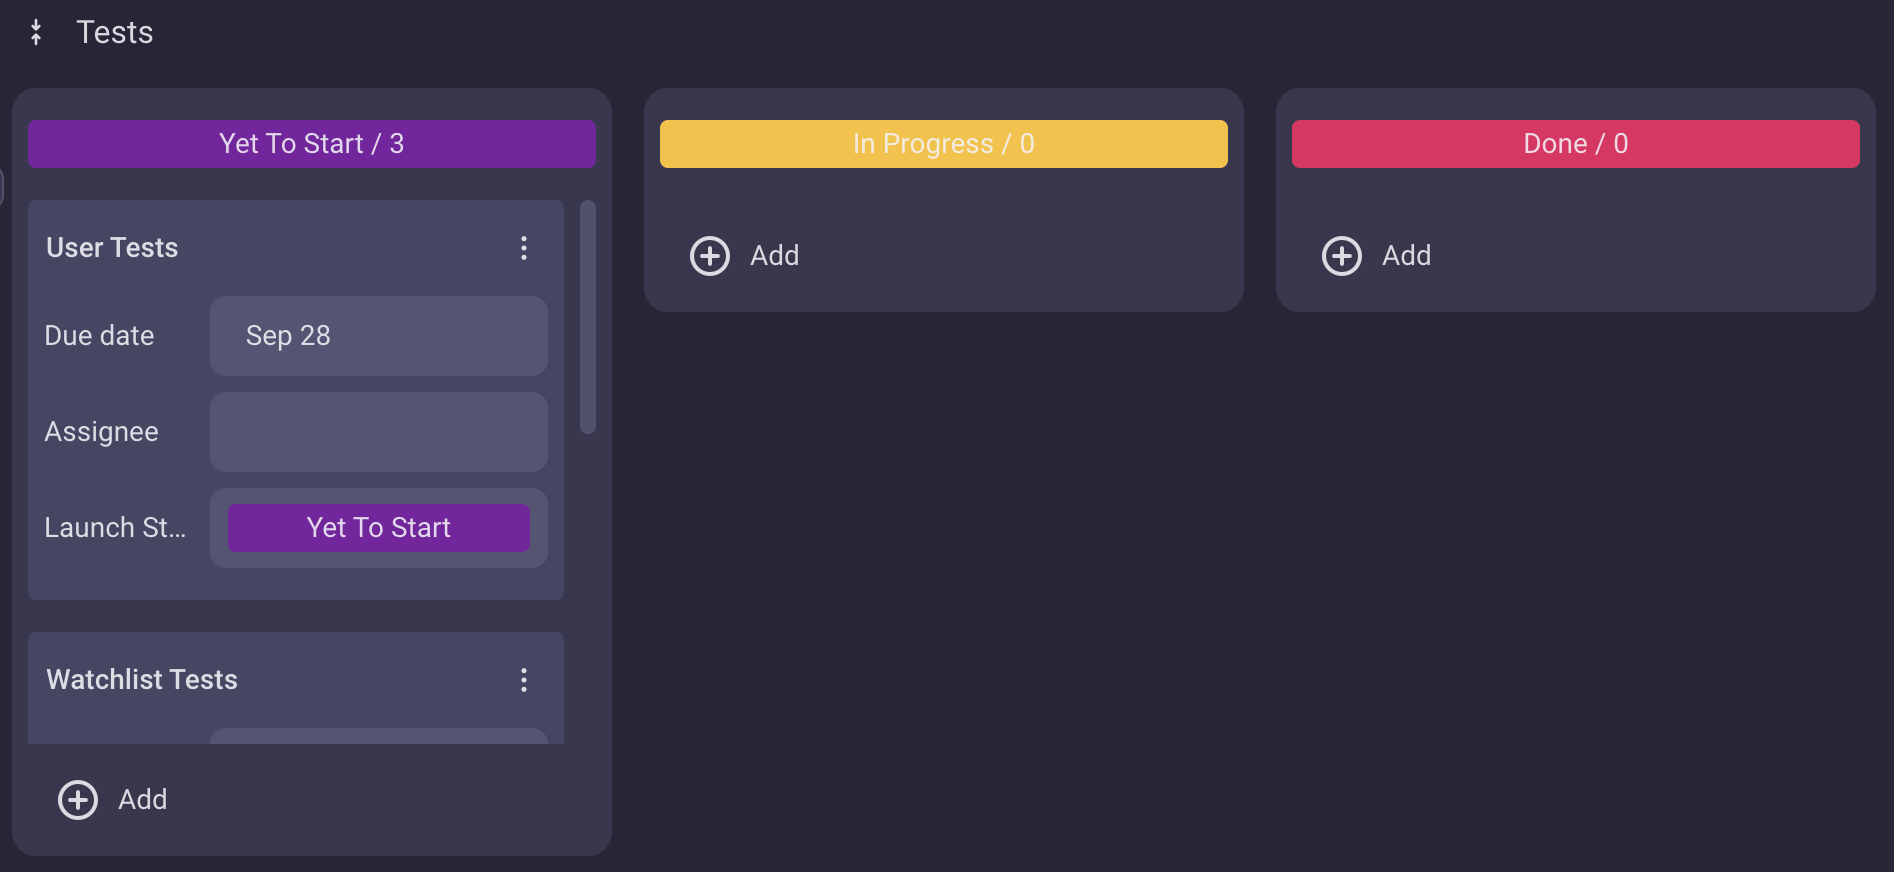 Tests
Yet To Start / 3
User Tests
Due date
Sep 28
Assignee
Launch St...
Yet To Start
Watchlist Tests
Add
In Progress / 0
Add
Done / 0
Add